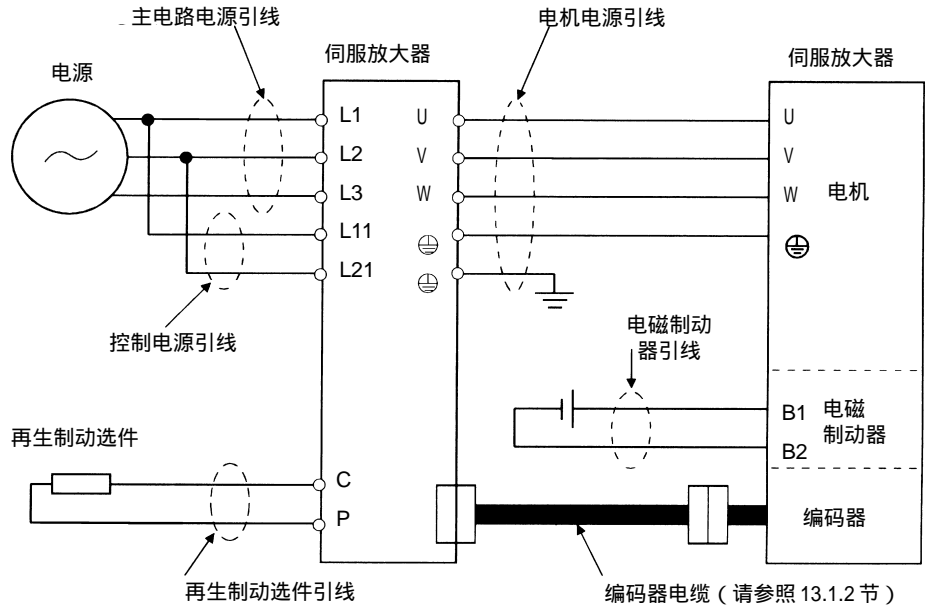 主电路电源引线
电机电源引线
伺服放大器
伺服放大器
电源
L1
U
U
L2
V
V
L3
W
W
电机
L11
L21
控制电源引线
电磁制动
器引线
B1
电磁
制动器
B2
再生制动选件
C
P
编码器
再生制动选件引线
编码器电缆（请参照 13.1.2 节）